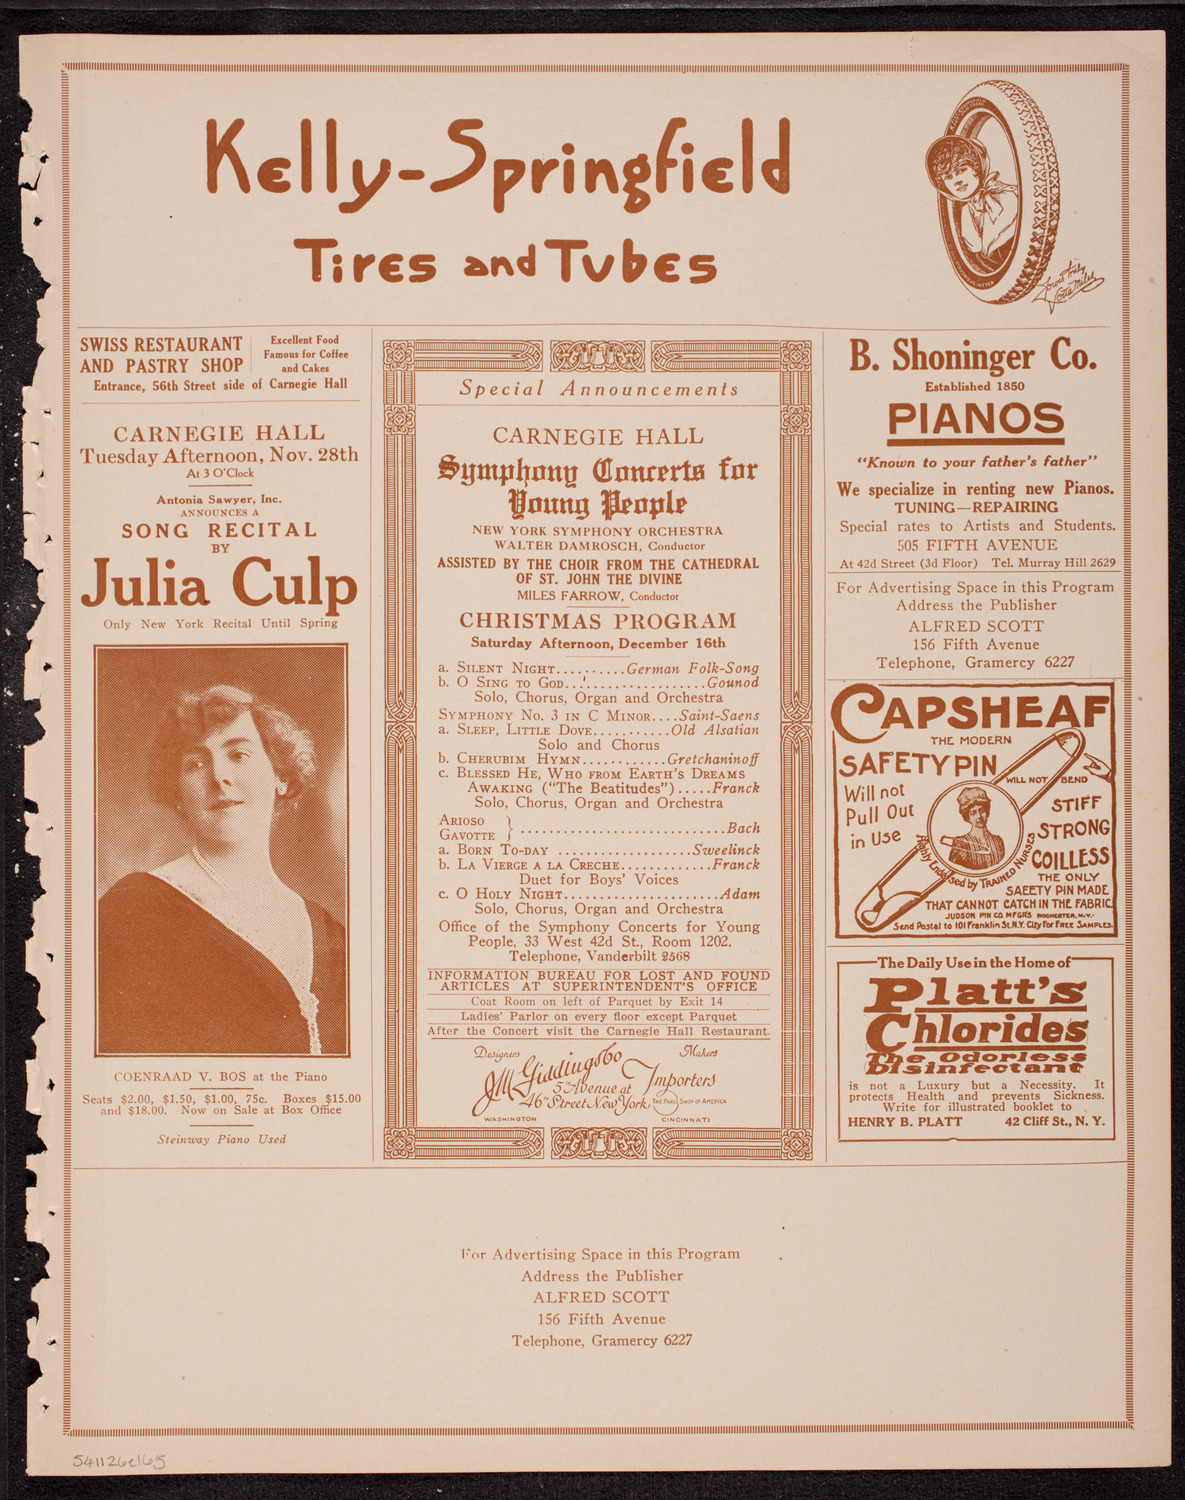 Kelly-Springfield
Tires and Tubes
Yours truly
Lotta Miles
SWISS RESTAURANT
AND PASTRY SHOP
Excellent Food
Famous for Coffee
and Cakes
Entrance, 56th Street side of Carnegie Hall
CARNEGIE HALL
Tuesday Afternoon, Nov. 28th
At 3 O'Clock
Antonia Sawyer, Inc.
ANNOUNCES A
SONG RECITAL
BY
Julia Culp
Only New York Recital Until Spring
COENRAAD V. BOS at the Piano
Seats $2.00, $1.50, $1.00, 75c. Boxes $15.00
and $18.00. Now on Sale at Box Office
Steinway Piano Used
Special Announcements
CARNEGIE HALL
Symphony Concerts for
Young People
NEW YORK SYMPHONY ORCHESTRA
WALTER DAMROSCH, Conductor
ASSISTED BY THE CHOIR FROM THE CATHEDRAL
OF ST. JOHN THE DIVINE
MILES FARROW, Conductor
CHRISTMAS PROGRAM
Saturday Afternoon, December 16th
a. SILENT NIGHT..........German Folk-Song
b. O SING TO GOD....................Gounod
Solo, Chorus, Organ and Orchestra
SYMPHONY NO. 3 IN C MINOR....Saint-Saens
a. SLEEP, LITTLE DOVE...........Old Alsatian
Solo and Chorus
b. CHERUBIM HYMN............Gretchaninoff
c. BLESSED HE, WHO FROM EARTH'S DREAMS
AWAKING ("The Beatitudes").....Franck
Solo, Chorus, Organ and Orchestra
ARIOSO
GAVOTTE } .............................Bach
a. BORN TO-DAY ...................Sweelinck
b. LA VIERGE A LA CRECHE.............Franck
Duet for Boys' Voices
c. O HOLY NIGHT.......................Adam
Solo, Chorus, Organ and Orchestra
Office of the Symphony Concerts for Young
People, 33 West 42d St., Room 1202.
Telephone, Vanderbilt 2568
INFORMATION BUREAU FOR LOST AND FOUND
ARTICLES AT SUPERINTENDENT'S OFFICE
Coat Room on left of Parquet by Exit 14
Ladies' Parlor on every floor except Parquet
After the Concert visit the Carnegie Hall Restaurant.
Designers Makers
J.M. Gidding & Co
Importers
5th Avenue at
46th Street New York
THE PARIS SHOP OF AMERICA
WASHINGTON CINCINNATI
B. Shoninger Co.
Established 1850
PIANOS
"Known to your father's father"
We specialize in renting new Pianos.
TUNING—REPAIRING
Special rates to Artists and Students.
505 FIFTH AVENUE
At 42d Street (3d Floor) Tel. Murray Hill 2629
For Advertising Space in this Program
Address the Publisher
ALFRED SCOTT
156 Fifth Avenue
Telephone, Gramercy 6227
CAPSHEAF
THE MODERN
SAFETY PIN
WILL NOT BEND
Will not
Pull Out
in Use
STIFF
STRONG
COILLESS
Highly Endorsed by TRAINED NURSES
THE ONLY
SAFETY PIN MADE
THAT CANNOT CATCH IN THE FABRIC.
JUDSON PIN CO. MFGR'S ROCHESTER, N.Y.
Send Postal to 101 Franklin St. N.Y. City for FREE SAMPLES.
The Daily Use in the Home of
Platt's
Chlorides
The Odorless
Disinfectant
is not a Luxury but a Necessity. It
protects Health and prevents Sickness.
Write for illustrated booklet to
HENRY B. PLATT 42 Cliff St., N. Y.
For Advertising Space in this Program
Address the Publisher
ALFRED SCOTT
156 Fifth Avenue
Telephone, Gramercy 6227